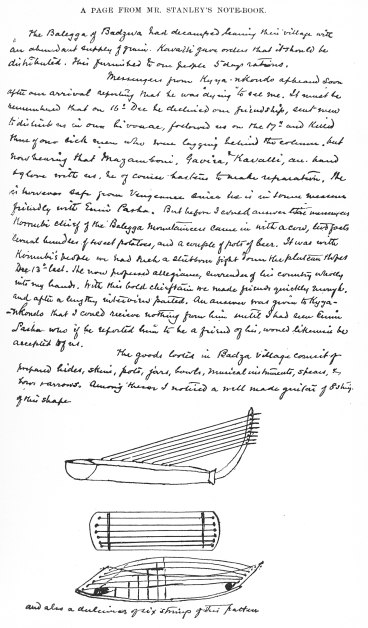 A PAGE FROM MR. STANLEY'S NOTE-BOOK.
The Balegga of Badzwa had decamped leaving their village with
an abundant supply of grain. Kavalli gave orders that it should be
distributed. This furnished to our people 5 days rations.
Messengers from Kyya-nkondo appeared soon
after our arrival reporting that he was "dying" to see me. It must be
remembered that on 16th Dec he declined our friendship, sent men
to disturb us in our bivouac, followed us on the 17th and killed
three of our sick men who were lagging behind the column, but
now hearing that Mazamboni, Gavira, Kavalli, are hand
& glove with us, he of course hastens to make reparation. He
is however safe from Vengeance since he is in some measure
friendly with Emin Pasha. But before I could answer these messengers
Komubi chief of the Balegga Mountaineers came in with a cow, two goats
several bundles of sweet potatoes, and a couple of pots of beer. It was with
Komubi's people we had such a stubborn fight from the plateau slopes
Dec 13th last. He now proposed allegiance, surrender of his country wholly
into my hands. With this bold chieftain we made friends quickly enough.
and after a lengthy interview parted. An answer was given to Kyya-
-nkondo that I could receive nothing from him until I had seen Emin
Pasha who if he reported him to be a friend of his, would likewise be
accepted by us.
The goods looted in Badzwa Village consist of
prepared hides, skins, pots, jars, bowls, musical instruments, spears, &
bows & arrows. Among these I noticed a well made guitar of 8 strings
of this shape
and also a dulcimer of six strings of this pattern